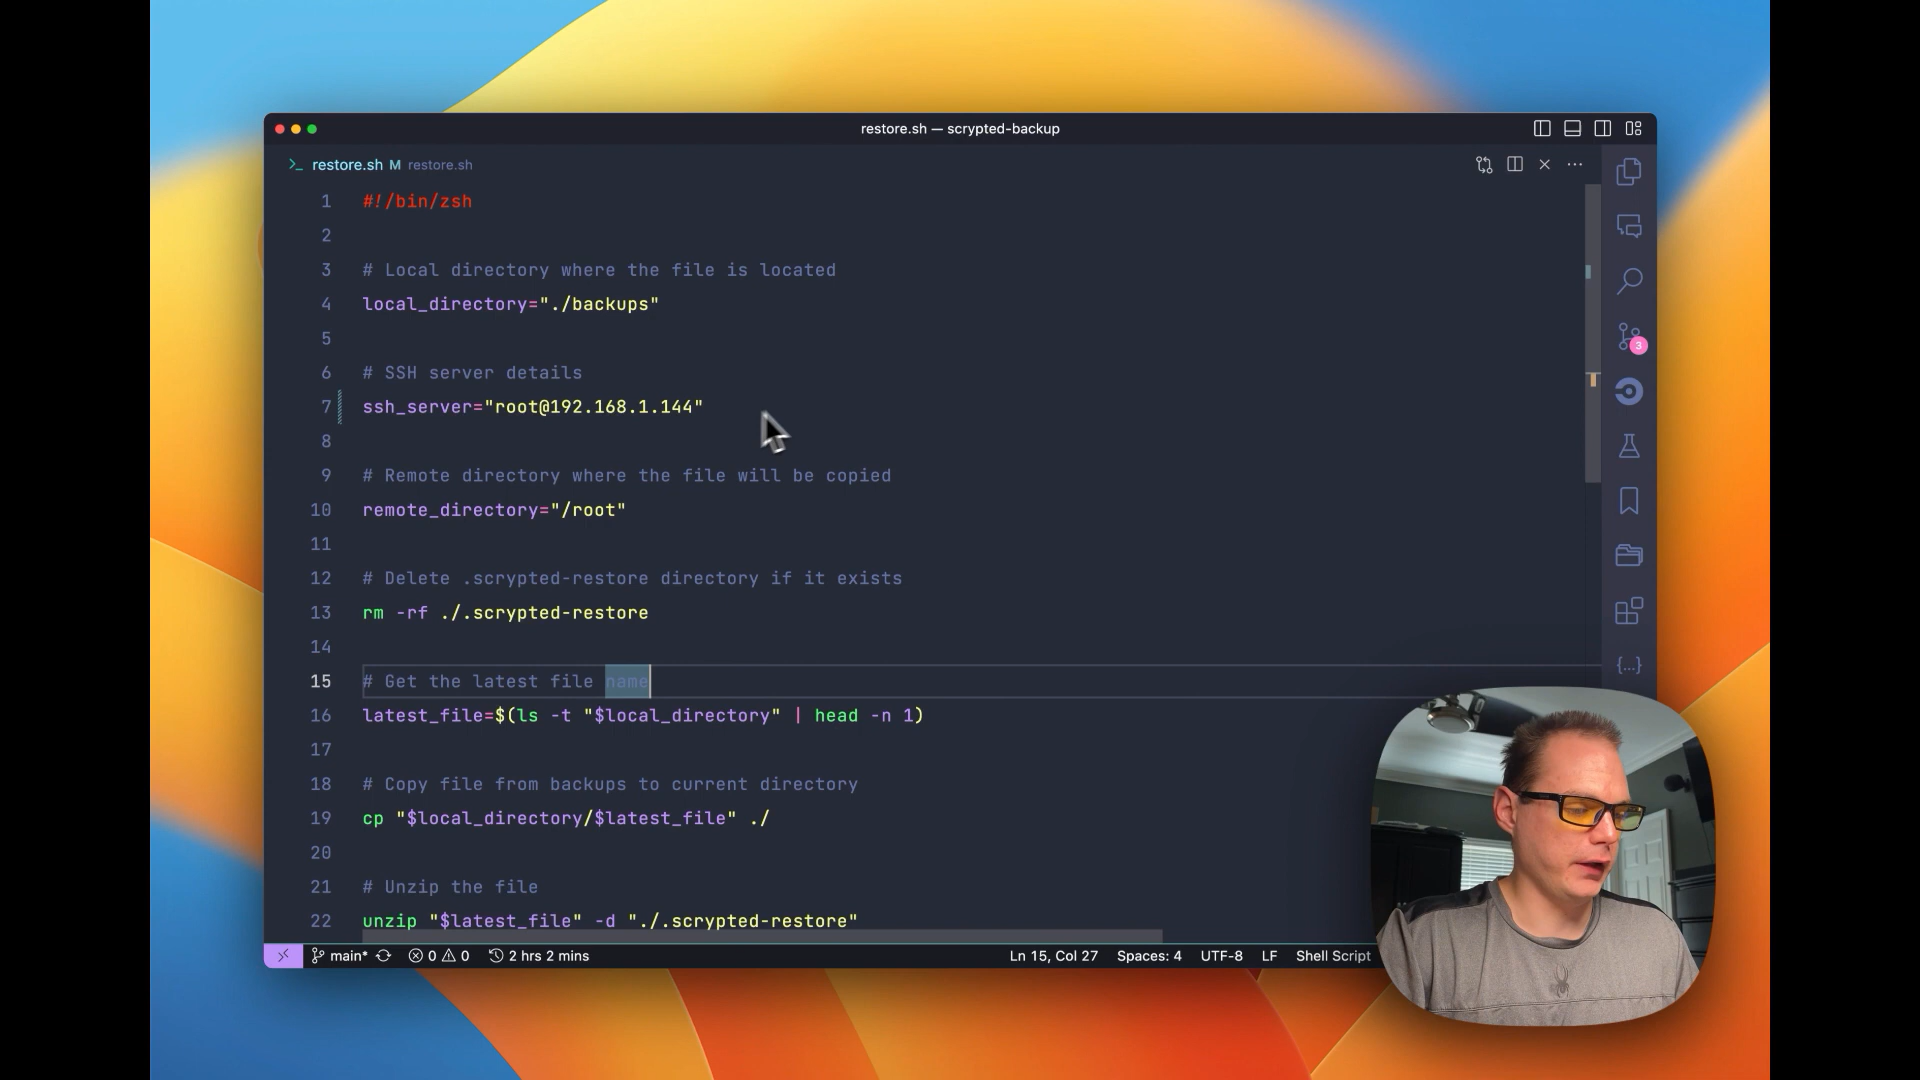 restore.sh — scrypted-backup
>_ restore.sh M restore.sh
1 #!/bin/zsh
2
3 # Local directory where the file is located
4 local_directory="./backups"
5
6 # SSH server details
7 ssh_server="root@192.168.1.144"
8
9 # Remote directory where the file will be copied
10 remote_directory="/root"
11
12 # Delete .scrypted-restore directory if it exists
13 rm -rf ./.scrypted-restore
14
15 # Get the latest file name
16 latest_file=$(ls -t "$local_directory" | head -n 1)
17
18 # Copy file from backups to current directory
19 cp "$local_directory/$latest_file" ./
20
21 # Unzip the file
22 unzip "$latest_file" -d "./.scrypted-restore"
3
{...}
main* 0 0 2 hrs 2 mins Ln 15, Col 27 Spaces: 4 UTF-8 LF Shell Script